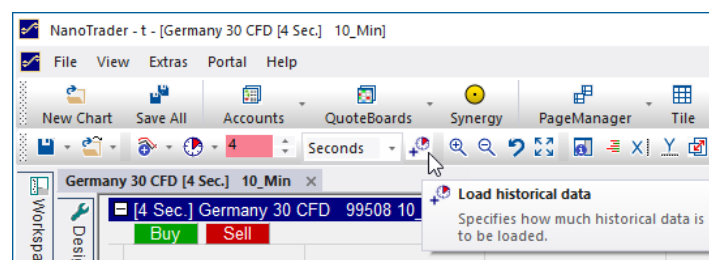 NanoTrader - t - [Germany 30 CFD [4 Sec.] 10_Min]
File View Extras Portal Help
New Chart Save All Accounts QuoteBoards Synergy PageManager Tile
4 Seconds
Germany 30 CFD [4 Sec.] 10_Min
Load historical data
Specifies how much historical data is
to be loaded.
[4 Sec.] Germany 30 CFD 99508 10_
Buy Sell